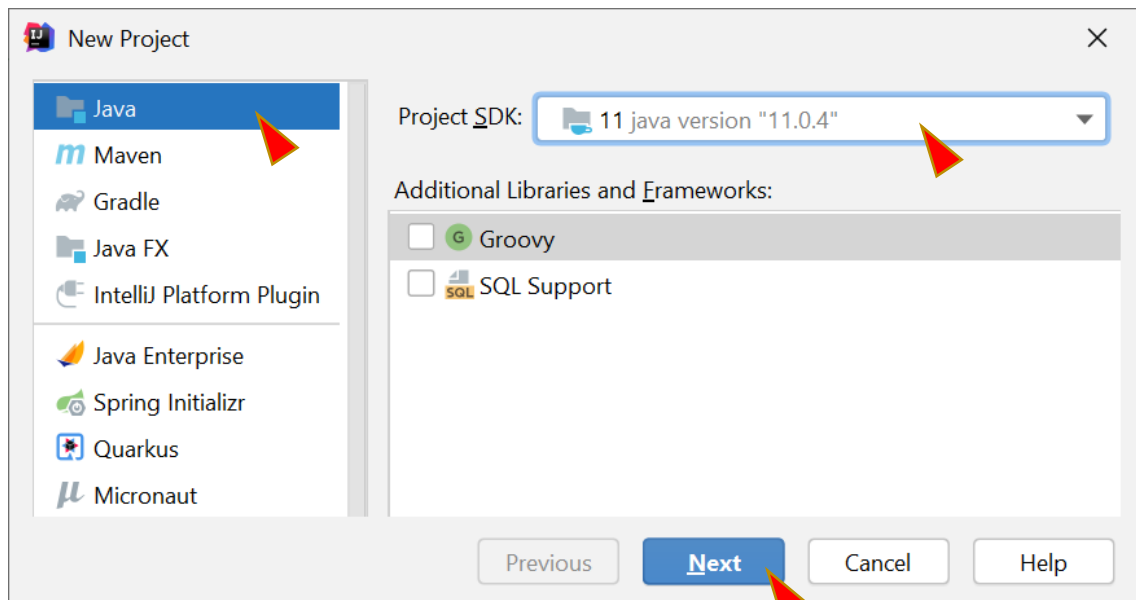 New Project
Java
Maven
Gradle
Java FX
IntelliJ Platform Plugin
Java Enterprise
Spring Initializr
Quarkus
Micronaut
Project SDK: 11 java version "11.0.4"
Additional Libraries and Frameworks:
Groovy
SQL Support
Previous Next Cancel Help